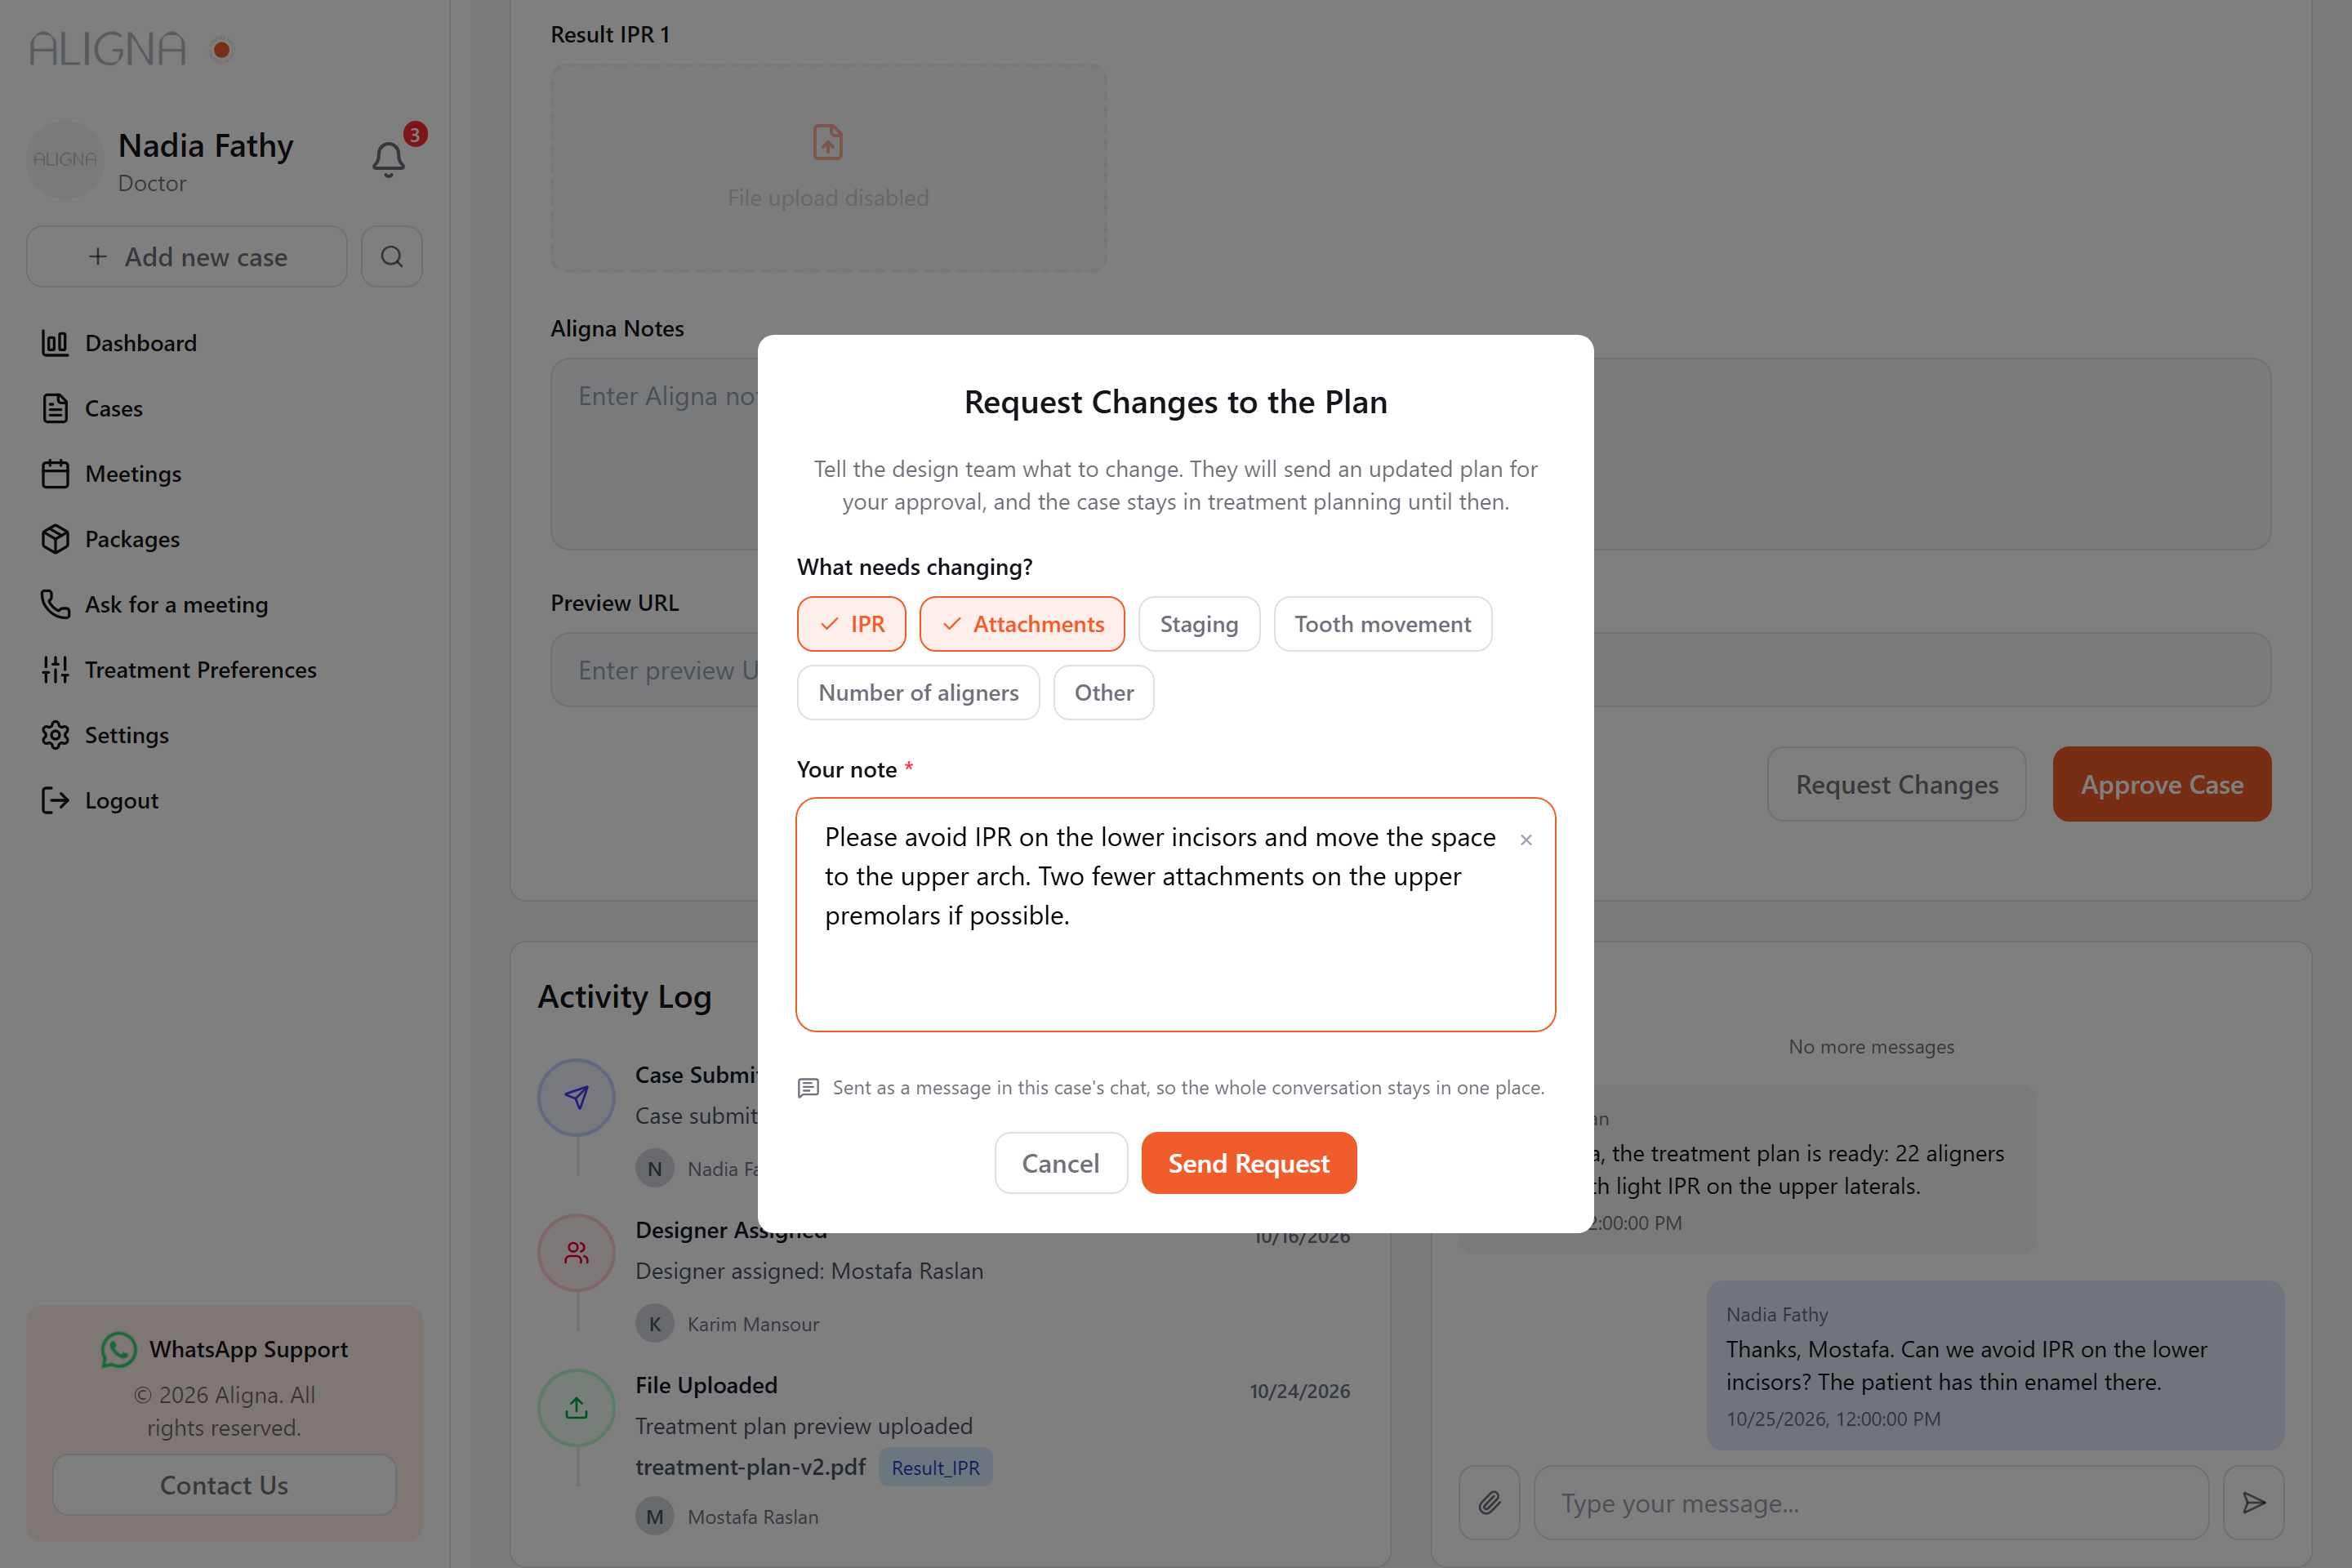 ALIGNA
ALIGNA
Nadia Fathy
Doctor
3
Add new case
Dashboard
Cases
Meetings
Packages
Ask for a meeting
Treatment Preferences
Settings
Logout
WhatsApp Support
© 2026 Aligna. All
rights reserved.
Contact Us
Result IPR 1
File upload disabled
Aligna Notes
Enter Aligna
Preview URL
Enter preview
Request Changes
Approve Case
Request Changes to the Plan
Tell the design team what to change. They will send an updated plan for
your approval, and the case stays in treatment planning until then.
What needs changing?
IPR
Attachments
Staging
Tooth movement
Number of aligners
Other
Your note *
Please avoid IPR on the lower incisors and move the space
to the upper arch. Two fewer attachments on the upper
premolars if possible.
Sent as a message in this case's chat, so the whole conversation stays in one place.
Cancel
Send Request
Activity Log
Case
Case
N
Nadia
Designer Assigned
10/16/2026
Designer assigned: Mostafa Raslan
K
Karim Mansour
File Uploaded
10/24/2026
Treatment plan preview uploaded
treatment-plan-v2.pdf
Result_IPR
M
Mostafa Raslan
No more messages
the treatment plan is ready: 22 aligners
light IPR on the upper laterals.
PM
Nadia Fathy
Thanks, Mostafa. Can we avoid IPR on the lower
incisors? The patient has thin enamel there.
10/25/2026, 12:00:00 PM
Type your message...